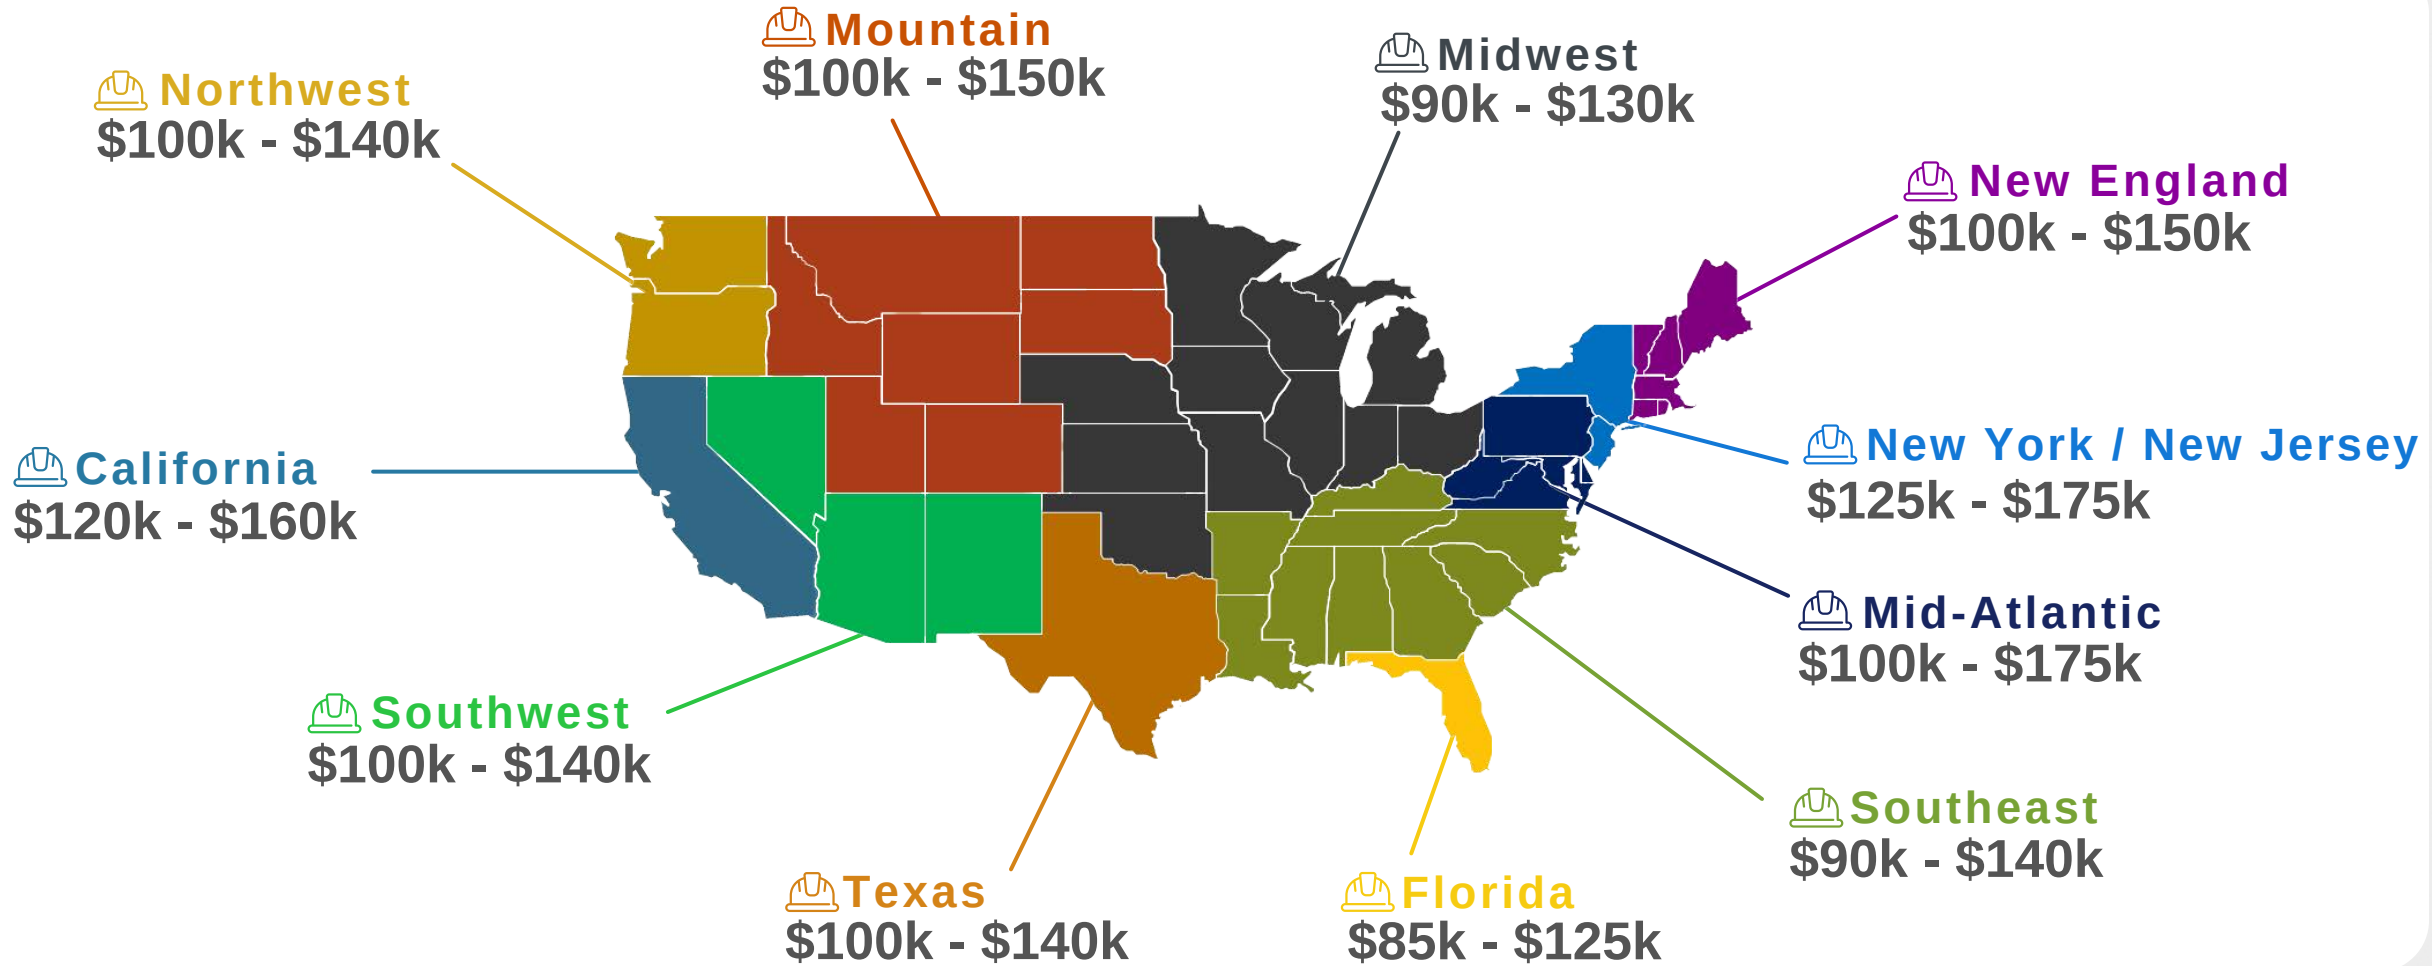 Mountain
$100k - $150k
Midwest
$90k - $130k
Northwest
$100k - $140k
New England
$100k - $150k
New York / New Jersey
$125k - $175k
California
$120k - $160k
Mid-Atlantic
$100k - $175k
Southwest
$100k - $140k
Southeast
$90k - $140k
Texas
$100k - $140k
Florida
$85k - $125k